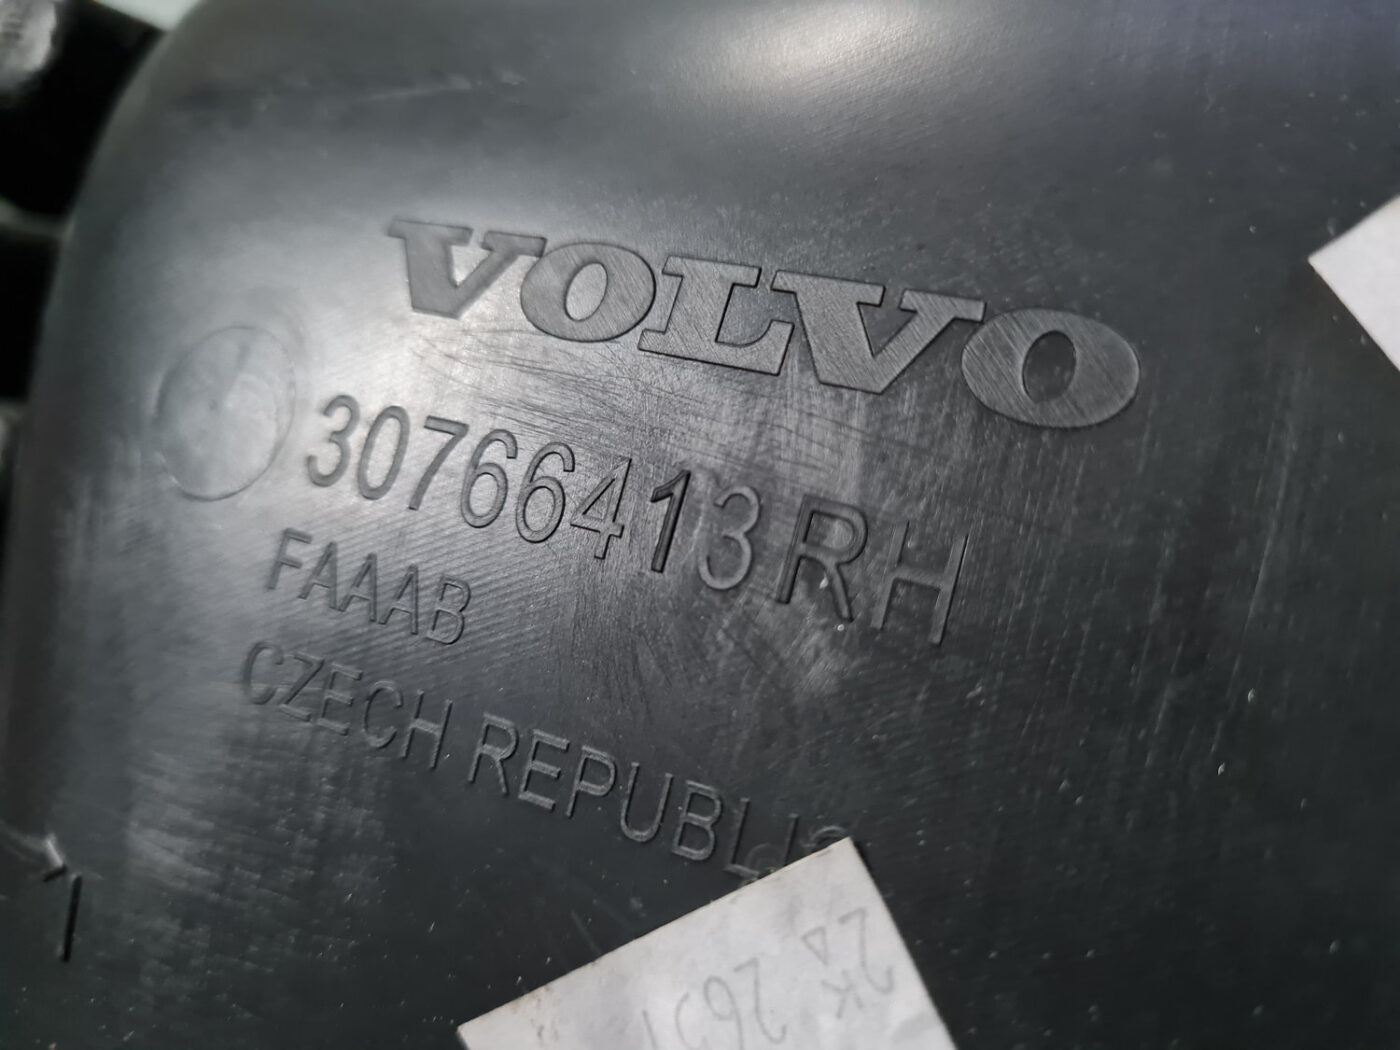 VOLVO
30766413RH
FAAAB
CZECH REPUBLIC